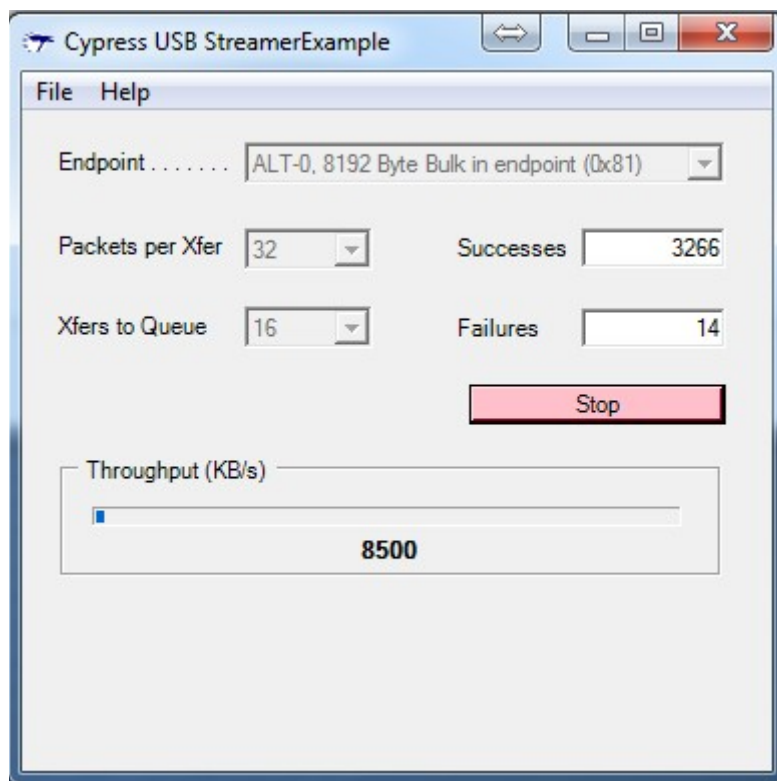 Cypress USB StreamerExample
File Help
Endpoint . . . . . . . ALT-0, 8192 Byte Bulk in endpoint (0x81)
Packets per Xfer 32 Successes 3266
Xfers to Queue 16 Failures 14
Stop
Throughput (KB/s)
8500